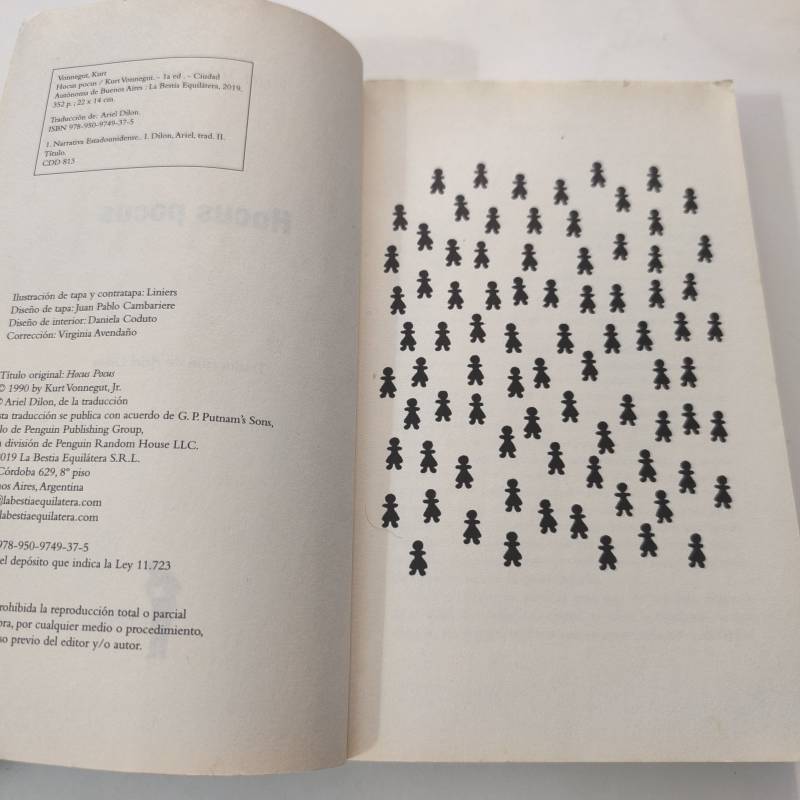 Vonnegut, Kurt
Hocus pocus / Kurt Vonnegut. - 1a ed . - Ciudad
Autónoma de Buenos Aires : La Bestia Equilátera, 2019.
352 p. ; 22 x 14 cm.
Traducción de: Ariel Dilon.
ISBN 978-950-9749-37-5
1. Narrativa Estadounidense. I. Dilon, Ariel, trad. II.
Título.
CDD 813
Hocus pocus
Ilustración de tapa y contratapa: Liniers
Diseño de tapa: Juan Pablo Cambariere
Diseño de interior: Daniela Coduto
Corrección: Virginia Avendaño
Título original: Hocus Pocus
© 1990 by Kurt Vonnegut, Jr.
© Ariel Dilon, de la traducción
sta traducción se publica con acuerdo de G. P. Putnam's Sons,
lo de Penguin Publishing Group,
a división de Penguin Random House LLC.
2019 La Bestia Equilátera S.R.L.
Córdoba 629, 8º piso
os Aires, Argentina
@labestiaequilatera.com
labestiaequilatera.com
978-950-9749-37-5
el depósito que indica la Ley 11.723
rohibida la reproducción total o parcial
bra, por cualquier medio o procedimiento,
so previo del editor y/o autor.